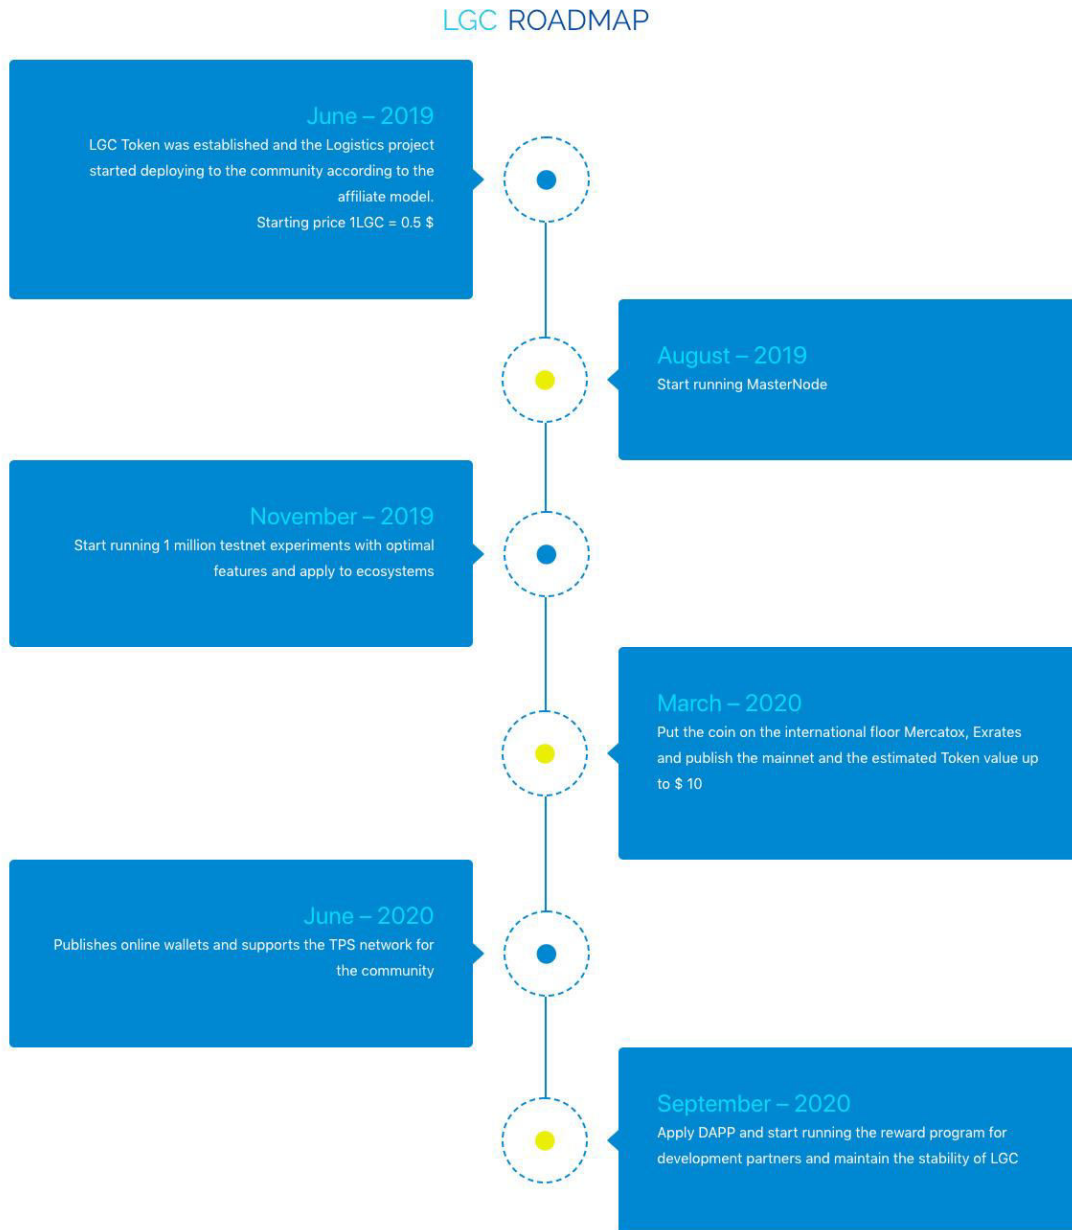 LGC ROADMAP
June – 2019
LGC Token was established and the Logistics project
started deploying to the community according to the
affiliate model.
Starting price 1LGC = 0.5 $
August – 2019
Start running MasterNode
November – 2019
Start running 1 million testnet experiments with optimal
features and apply to ecosystems
March – 2020
Put the coin on the international floor Mercatox, Exrates
and publish the mainnet and the estimated Token value up
to $ 10
June – 2020
Publishes online wallets and supports the TPS network for
the community
September – 2020
Apply DAPP and start running the reward program for
development partners and maintain the stability of LGC